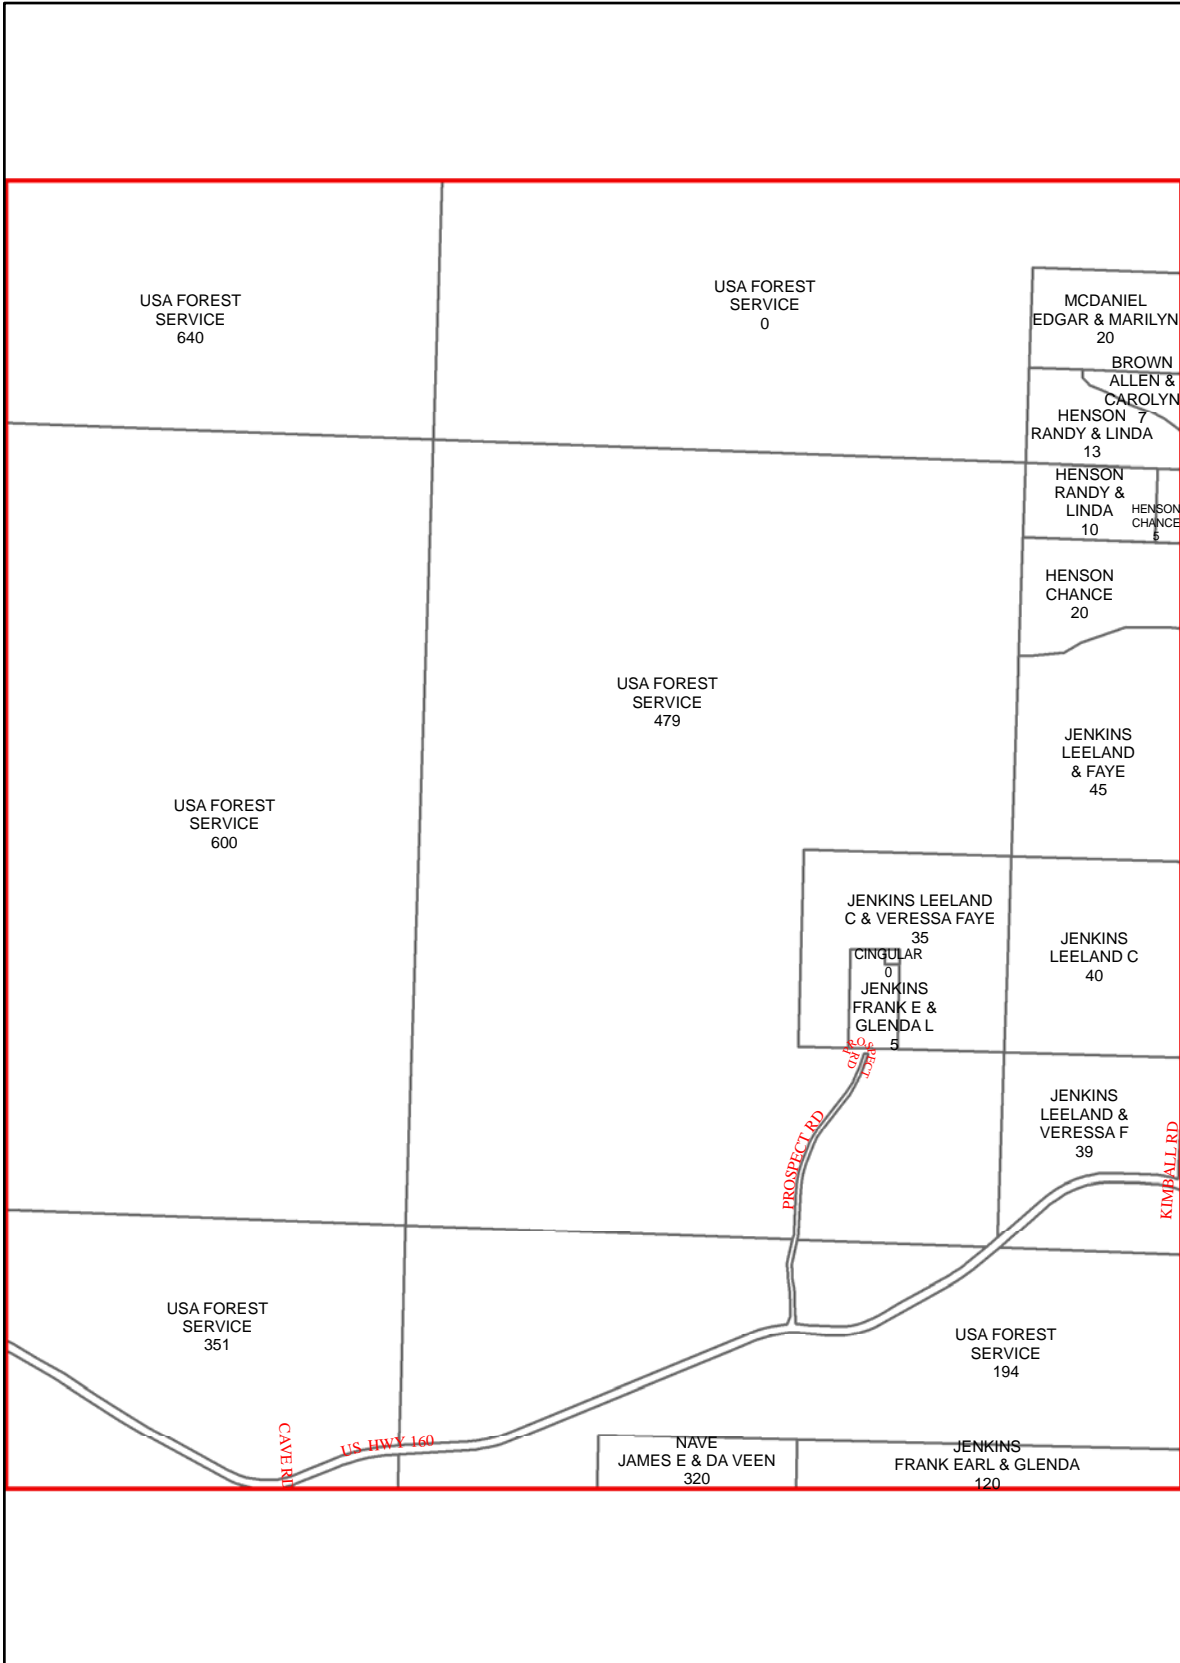 USA FOREST
SERVICE
640
USA FOREST
SERVICE
0
MCDANIEL
EDGAR & MARILYN
20
BROWN
ALLEN &
CAROLYN
7
HENSON
RANDY & LINDA
13
HENSON
RANDY &
LINDA
10
HENSON
CHANCE
5
HENSON
CHANCE
20
USA FOREST
SERVICE
479
JENKINS
LEELAND
& FAYE
45
USA FOREST
SERVICE
600
JENKINS LEELAND
C & VERESSA FAYE
35
CINGULAR
0
JENKINS
FRANK E &
GLENDA L
5
JENKINS
LEELAND C
40
PROSPECT RD
JENKINS
LEELAND &
VERESSA F
39
KIMBALL RD
USA FOREST
SERVICE
351
USA FOREST
SERVICE
194
CAVE RD
US HWY 160
NAVE
JAMES E & DA VEEN
320
JENKINS
FRANK EARL & GLENDA
120